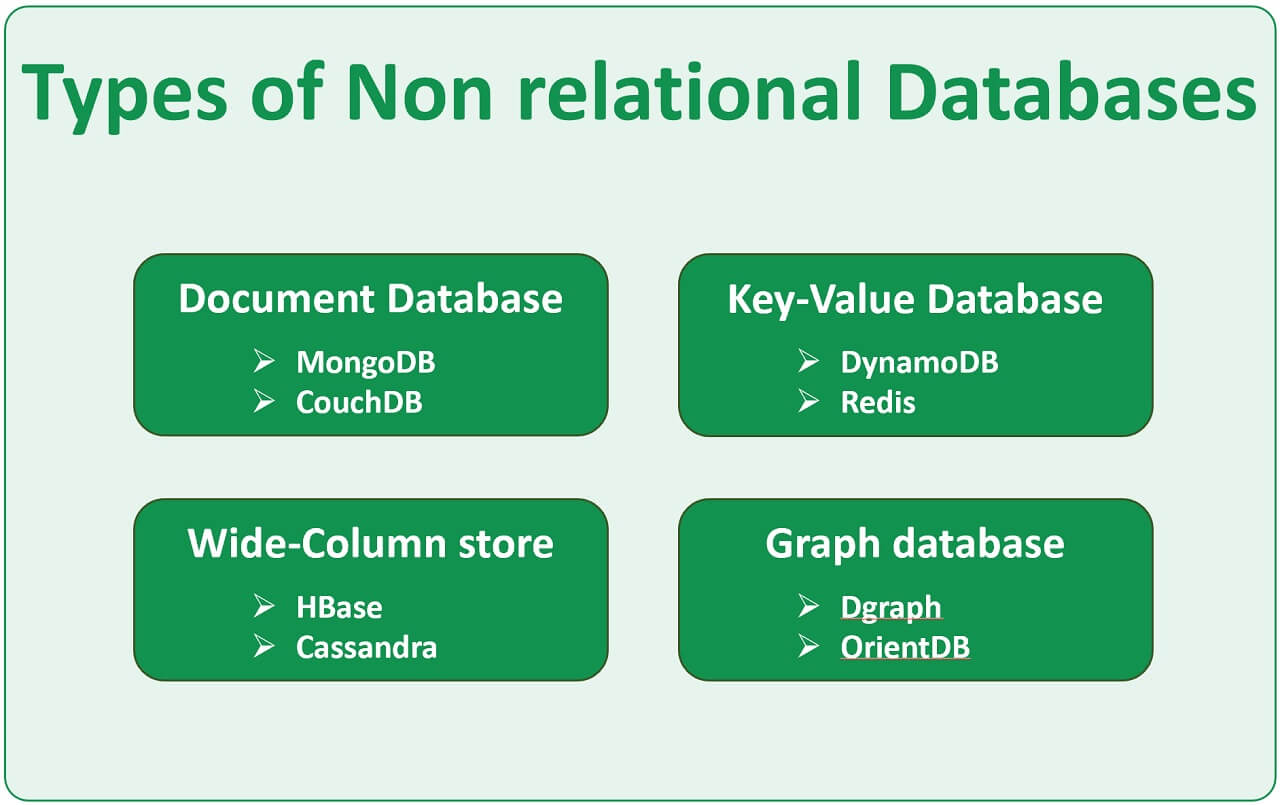 Types of Non relational Databases
Document Database
➢ MongoDB
➢ CouchDB
Key-Value Database
➢ DynamoDB
➢ Redis
Wide-Column store
➢ HBase
➢ Cassandra
Graph database
➢ Dgraph
➢ OrientDB